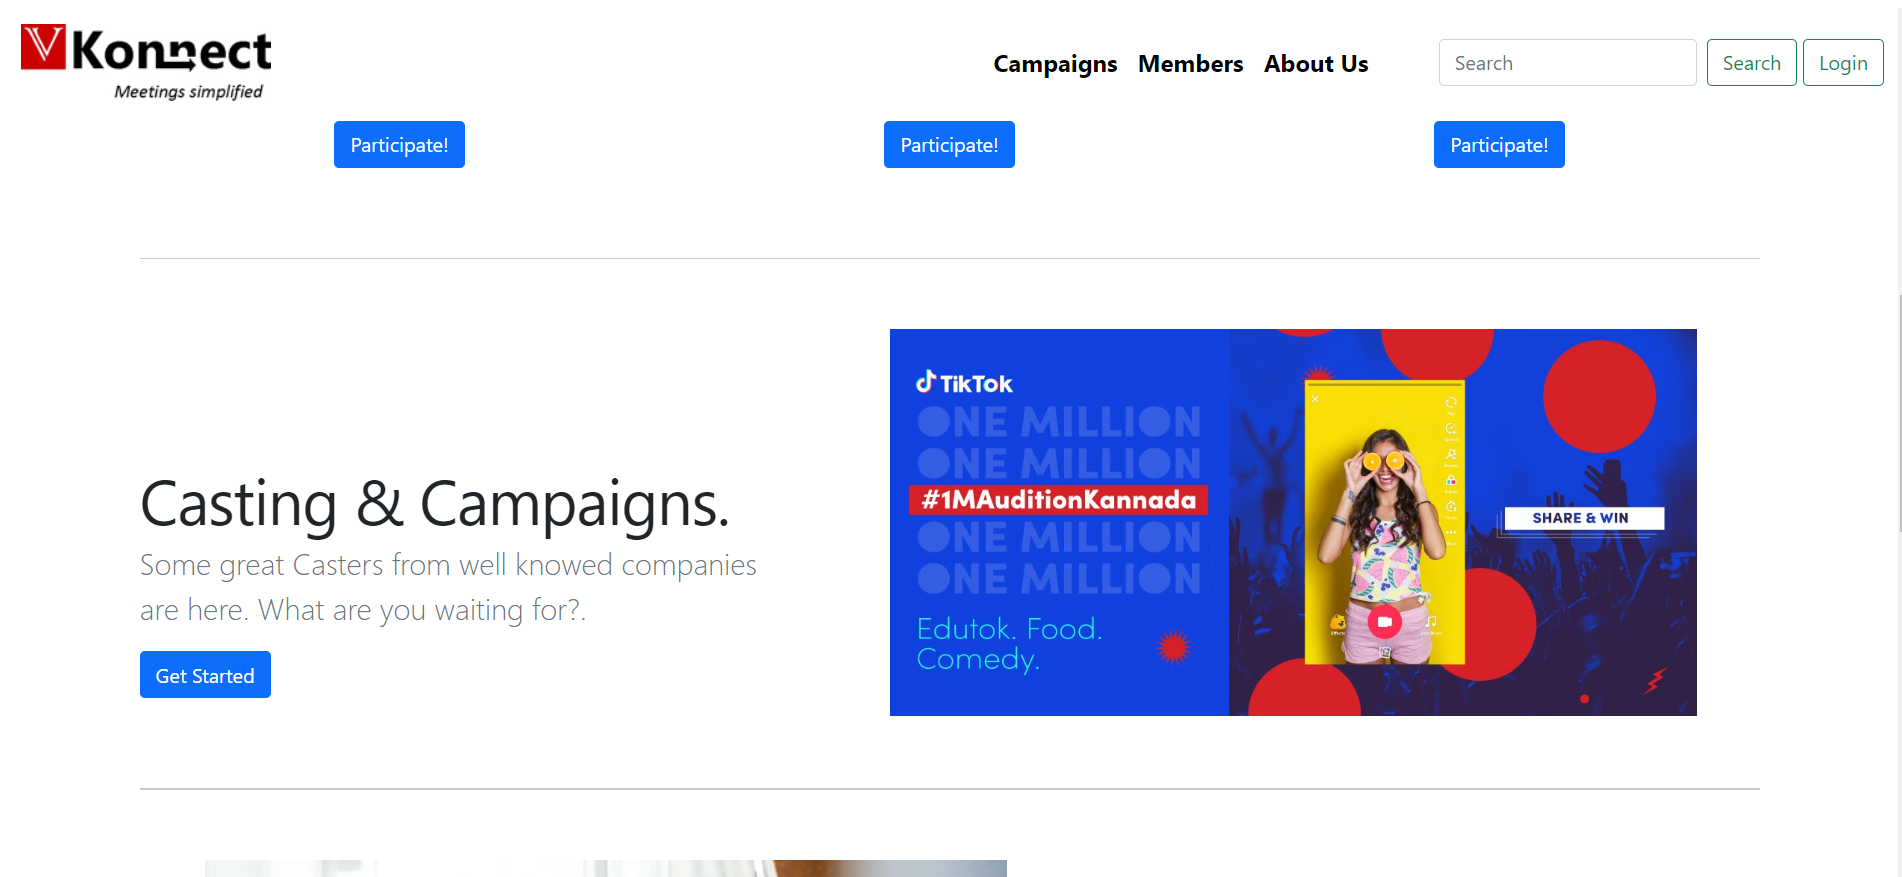 VKonnect
Meetings simplified
Campaigns Members About Us
Search Search Login
Participate! Participate! Participate!
Casting & Campaigns.
Some great Casters from well knowed companies
are here. What are you waiting for?.
Get Started
TikTok
ONE MILLION
ONE MILLION
#1MAuditionKannada
ONE MILLION
ONE MILLION
Edutok. Food.
Comedy.
SHARE & WIN